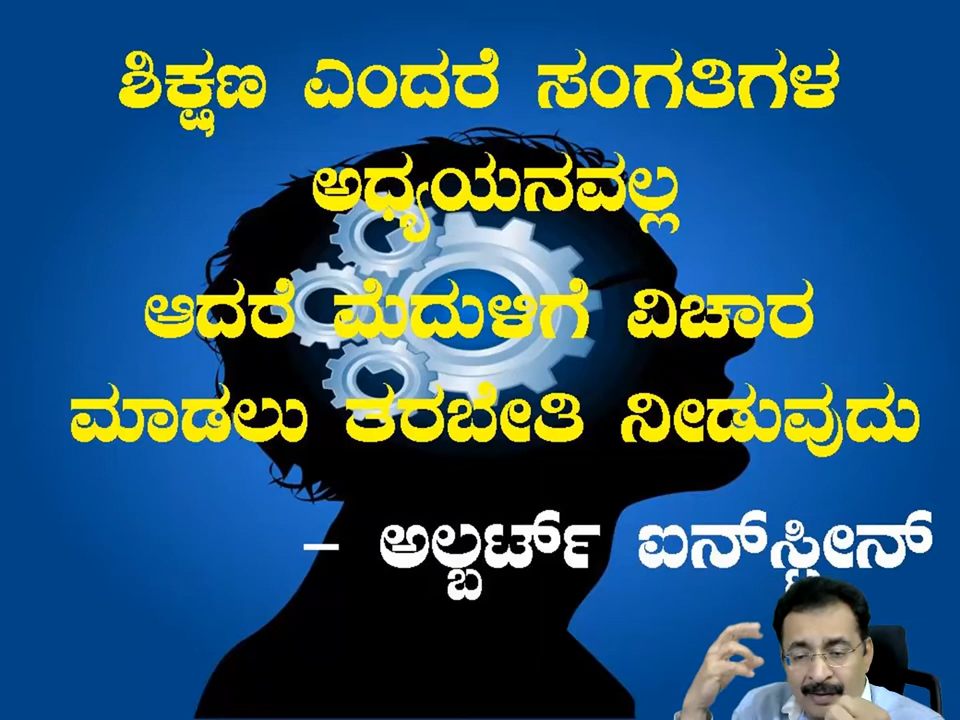 ಶಿಕ್ಷಣ ಎಂದರೆ ಸಂಗತಿಗಳ
ಅಧ್ಯಯನವಲ್ಲ
ಆದರೆ ಮೆದುಳಿಗೆ ವಿಚಾರ
ಮಾಡಲು ತರಬೇತಿ ನೀಡುವುದು
– ಅಲ್ಬರ್ಟ್ ಐನ್‌ಸ್ಟೀನ್